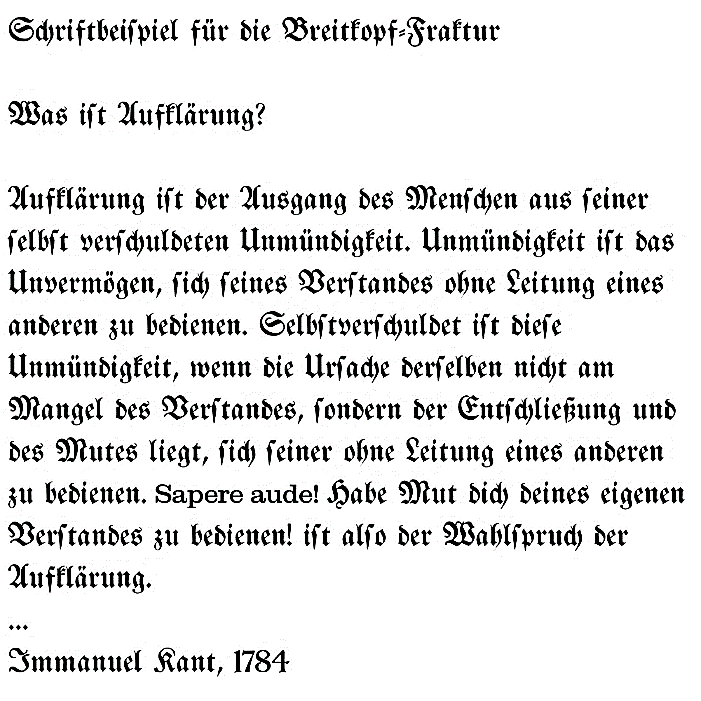 Schriftbeiſpiel für die Breitkopf-Fraktur
Was iſt Aufklärung?
Aufklärung iſt der Ausgang des Menſchen aus ſeiner
ſelbſt verſchuldeten Unmündigkeit. Unmündigkeit iſt das
Unvermögen, ſich ſeines Verſtandes ohne Leitung eines
anderen zu bedienen. Selbſtverſchuldet iſt dieſe
Unmündigkeit, wenn die Urſache derſelben nicht am
Mangel des Verſtandes, ſondern der Entſchließung und
des Mutes liegt, ſich ſeiner ohne Leitung eines anderen
zu bedienen. Sapere aude! Habe Mut dich deines eigenen
Verſtandes zu bedienen! iſt alſo der Wahlſpruch der
Aufklärung.
...
Immanuel Kant, 1784